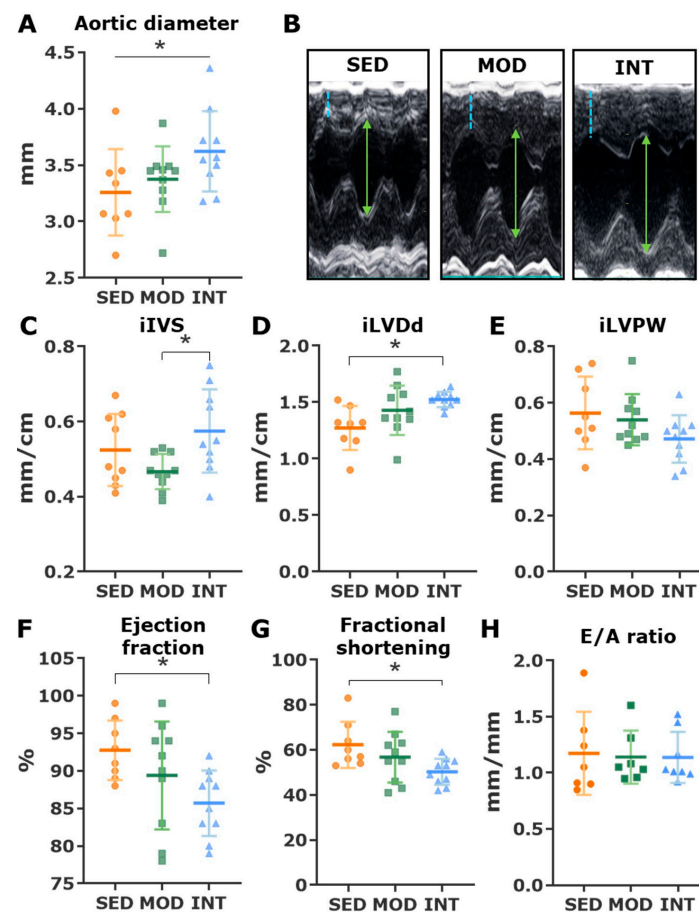 A
Aortic diameter
*
4.5
4.0
3.5
3.0
2.5
mm
SED MOD INT
B
SED
MOD
INT
C
iIVS
*
0.8
0.6
0.4
0.2
mm/cm
SED MOD INT
D
iLVDd
*
2.0
1.5
1.0
0.5
0.0
mm/cm
SED MOD INT
E
iLVPW
0.8
0.6
0.4
0.2
0.0
mm/cm
SED MOD INT
F
Ejection
fraction
*
105
100
95
90
85
80
75
%
SED MOD INT
G
Fractional
shortening
*
100
80
60
40
20
0
%
SED MOD INT
H
E/A ratio
2.0
1.5
1.0
0.5
0.0
mm/mm
SED MOD INT